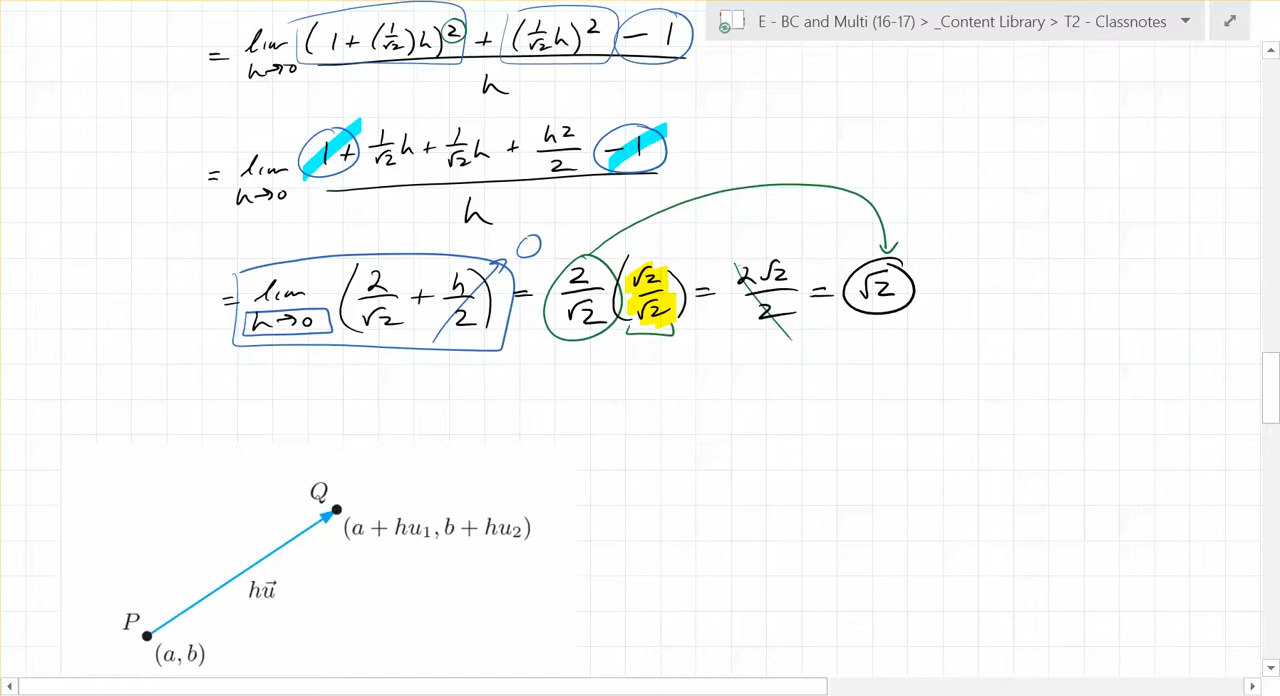 E - BC and Multi (16-17) > _Content Library > T2 - Classnotes
= lim h→0 ((1 + (1/√2)h)² + (1/√2 h)² - 1)/h
= lim h→0 (1 + 1/√2 h + 1/√2 h + h²/2 - 1)/h
0
= lim h→0 (2/√2 + h/2) = 2/√2 (√2/√2) = 2√2/2 = √2
Q
(a + hu₁, b + hu₂)
hu⃗
P
(a, b)